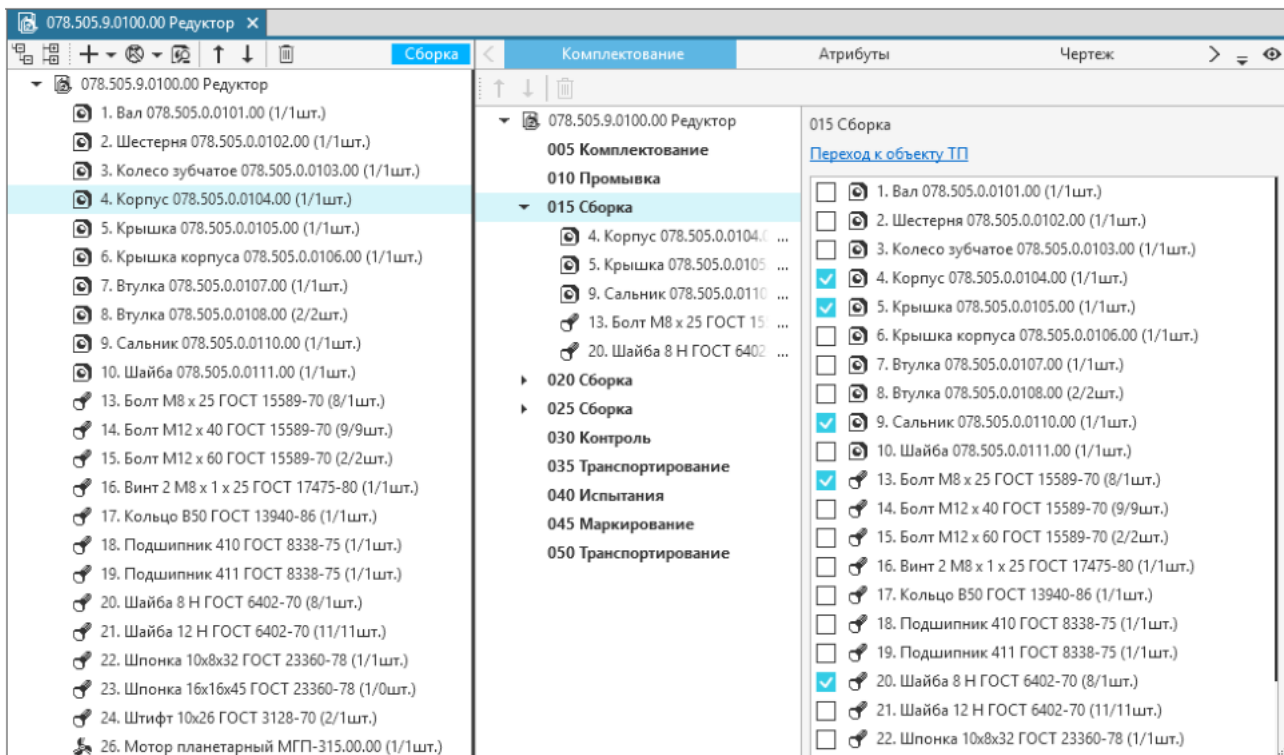 078.505.9.0100.00 Редуктор
Сборка
078.505.9.0100.00 Редуктор
1. Вал 078.505.0.0101.00 (1/1шт.)
2. Шестерня 078.505.0.0102.00 (1/1шт.)
3. Колесо зубчатое 078.505.0.0103.00 (1/1шт.)
4. Корпус 078.505.0.0104.00 (1/1шт.)
5. Крышка 078.505.0.0105.00 (1/1шт.)
6. Крышка корпуса 078.505.0.0106.00 (1/1шт.)
7. Втулка 078.505.0.0107.00 (1/1шт.)
8. Втулка 078.505.0.0108.00 (2/2шт.)
9. Сальник 078.505.0.0110.00 (1/1шт.)
10. Шайба 078.505.0.0111.00 (1/1шт.)
13. Болт М8 х 25 ГОСТ 15589-70 (8/1шт.)
14. Болт М12 х 40 ГОСТ 15589-70 (9/9шт.)
15. Болт М12 х 60 ГОСТ 15589-70 (2/2шт.)
16. Винт 2 М8 х 1 х 25 ГОСТ 17475-80 (1/1шт.)
17. Кольцо В50 ГОСТ 13940-86 (1/1шт.)
18. Подшипник 410 ГОСТ 8338-75 (1/1шт.)
19. Подшипник 411 ГОСТ 8338-75 (1/1шт.)
20. Шайба 8 Н ГОСТ 6402-70 (8/1шт.)
21. Шайба 12 Н ГОСТ 6402-70 (11/11шт.)
22. Шпонка 10х8х32 ГОСТ 23360-78 (1/1шт.)
23. Шпонка 16х16х45 ГОСТ 23360-78 (1/0шт.)
24. Штифт 10х26 ГОСТ 3128-70 (2/1шт.)
26. Мотор планетарный МГП-315.00.00 (1/1шт.)
Комплектование
Атрибуты
Чертеж
078.505.9.0100.00 Редуктор
005 Комплектование
010 Промывка
015 Сборка
4. Корпус 078.505.0.0104.0 ...
5. Крышка 078.505.0.0105 ...
9. Сальник 078.505.0.0110 ...
13. Болт М8 х 25 ГОСТ 15 ...
20. Шайба 8 Н ГОСТ 6402 ...
020 Сборка
025 Сборка
030 Контроль
035 Транспортирование
040 Испытания
045 Маркирование
050 Транспортирование
015 Сборка
Переход к объекту ТП
1. Вал 078.505.0.0101.00 (1/1шт.)
2. Шестерня 078.505.0.0102.00 (1/1шт.)
3. Колесо зубчатое 078.505.0.0103.00 (1/1шт.)
4. Корпус 078.505.0.0104.00 (1/1шт.)
5. Крышка 078.505.0.0105.00 (1/1шт.)
6. Крышка корпуса 078.505.0.0106.00 (1/1шт.)
7. Втулка 078.505.0.0107.00 (1/1шт.)
8. Втулка 078.505.0.0108.00 (2/2шт.)
9. Сальник 078.505.0.0110.00 (1/1шт.)
10. Шайба 078.505.0.0111.00 (1/1шт.)
13. Болт М8 х 25 ГОСТ 15589-70 (8/1шт.)
14. Болт М12 х 40 ГОСТ 15589-70 (9/9шт.)
15. Болт М12 х 60 ГОСТ 15589-70 (2/2шт.)
16. Винт 2 М8 х 1 х 25 ГОСТ 17475-80 (1/1шт.)
17. Кольцо В50 ГОСТ 13940-86 (1/1шт.)
18. Подшипник 410 ГОСТ 8338-75 (1/1шт.)
19. Подшипник 411 ГОСТ 8338-75 (1/1шт.)
20. Шайба 8 Н ГОСТ 6402-70 (8/1шт.)
21. Шайба 12 Н ГОСТ 6402-70 (11/11шт.)
22. Шпонка 10х8х32 ГОСТ 23360-78 (1/1шт.)